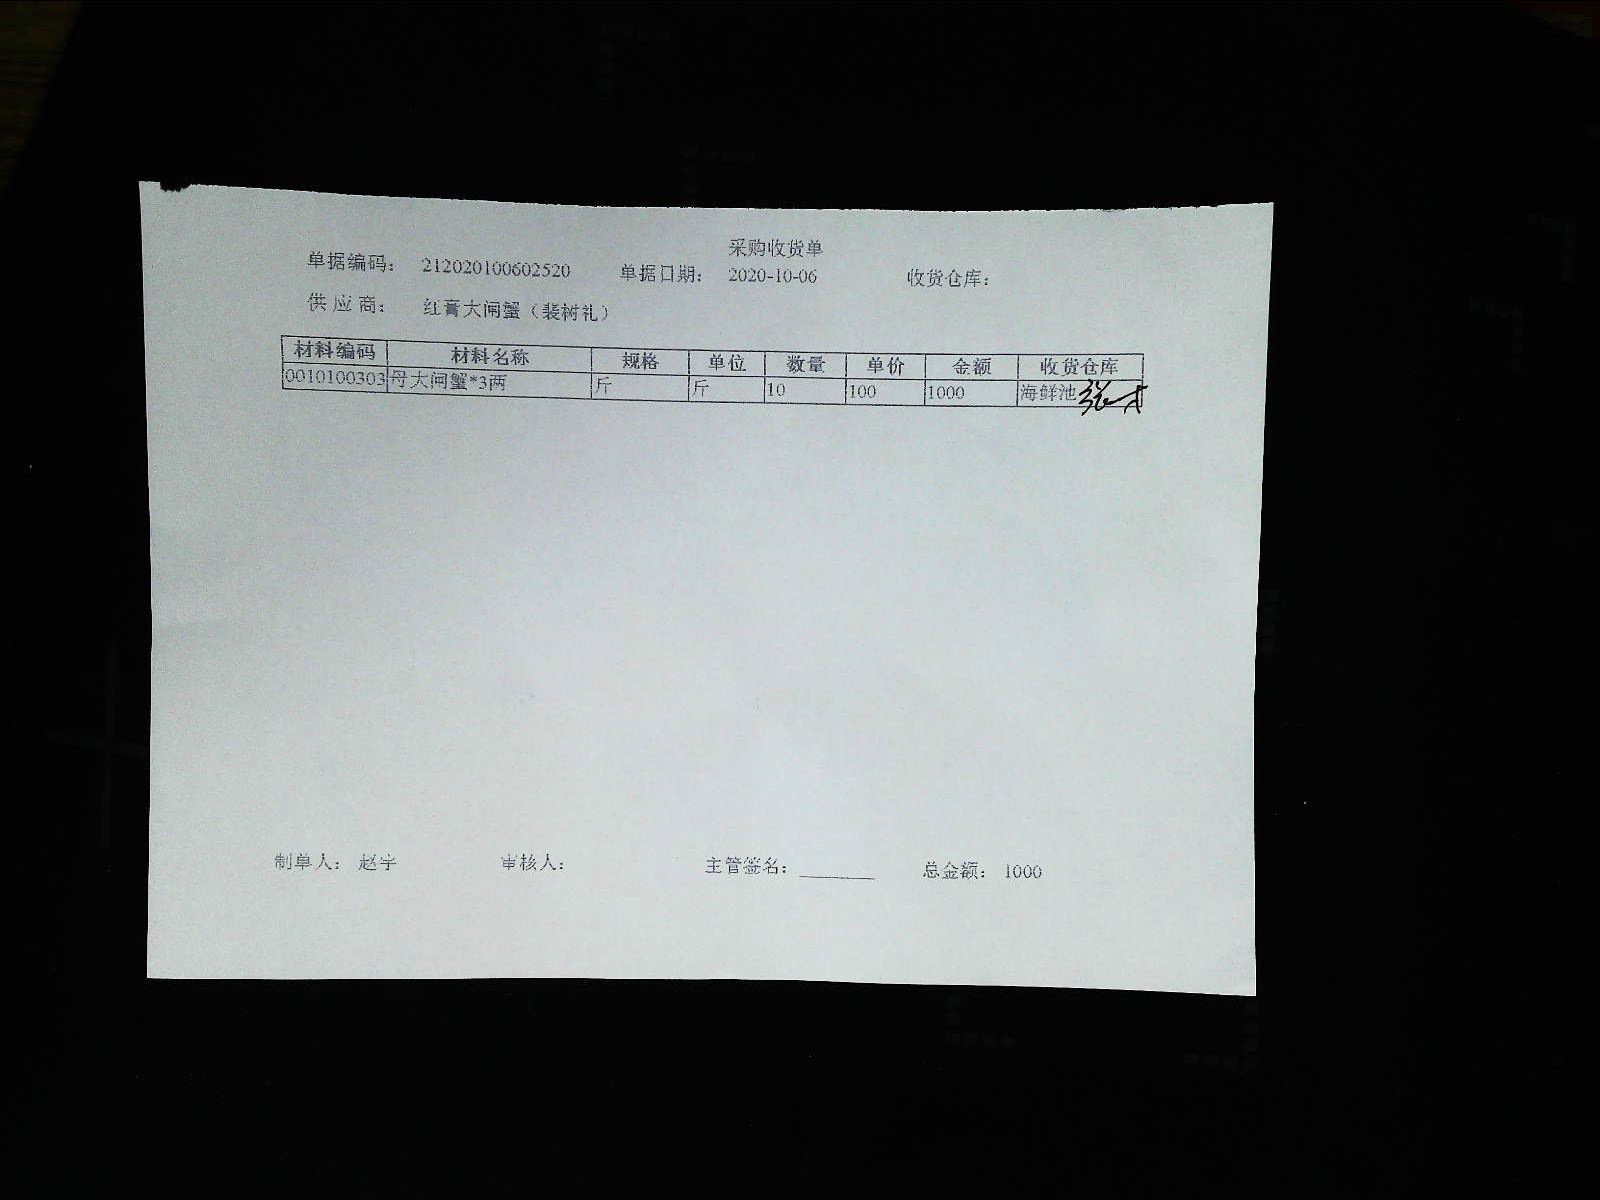 采购收货单
单据编码： 212020100602520 单据日期： 2020-10-06 收货仓库：
供 应 商： 红膏大闸蟹（裴树礼）
材料编码 材料名称 规格 单位 数量 单价 金额 收货仓库
0010100303 母大闸蟹*3两 斤 斤 10 100 1000 海鲜池
制单人： 赵宇 审核人： 主管签名： ________ 总金额： 1000